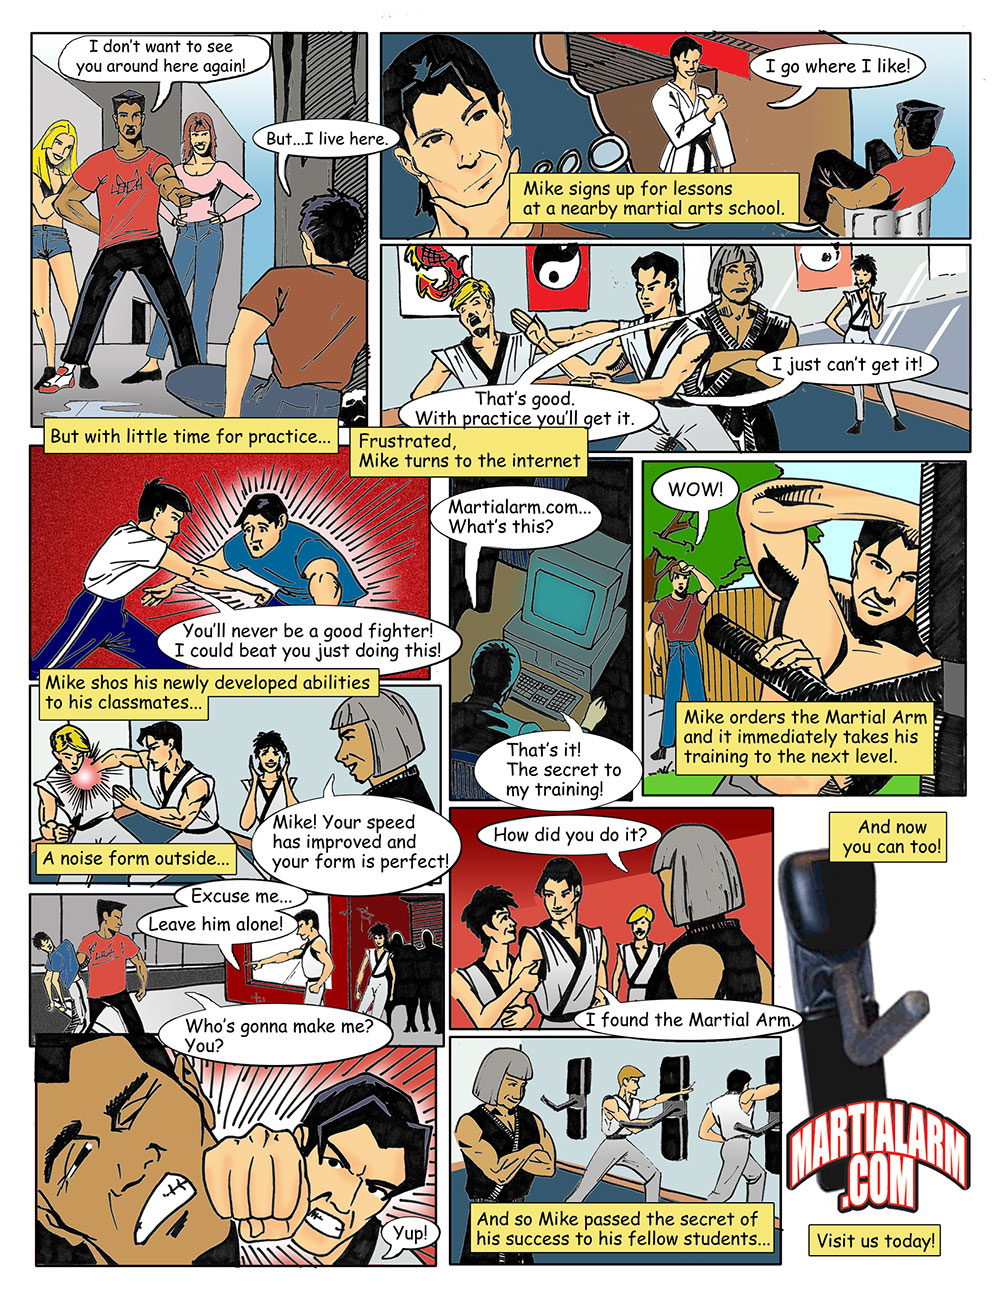 I don't want to see
you around here again!
But...I live here.
I go where I like!
Mike signs up for lessons
at a nearby martial arts school.
That's good.
With practice you'll get it.
I just can't get it!
But with little time for practice...
You'll never be a good fighter!
I could beat you just doing this!
Frustrated,
Mike turns to the internet
Martialarm.com...
What's this?
That's it!
The secret to
my training!
WOW!
Mike orders the Martial Arm
and it immediately takes his
training to the next level.
Mike shos his newly developed abilities
to his classmates...
Mike! Your speed
has improved and
your form is perfect!
A noise form outside...
Excuse me...
Leave him alone!
Who's gonna make me?
You?
Yup!
How did you do it?
I found the Martial Arm.
And so Mike passed the secret of
his success to his fellow students...
And now
you can too!
MARTIALARM
.COM
Visit us today!